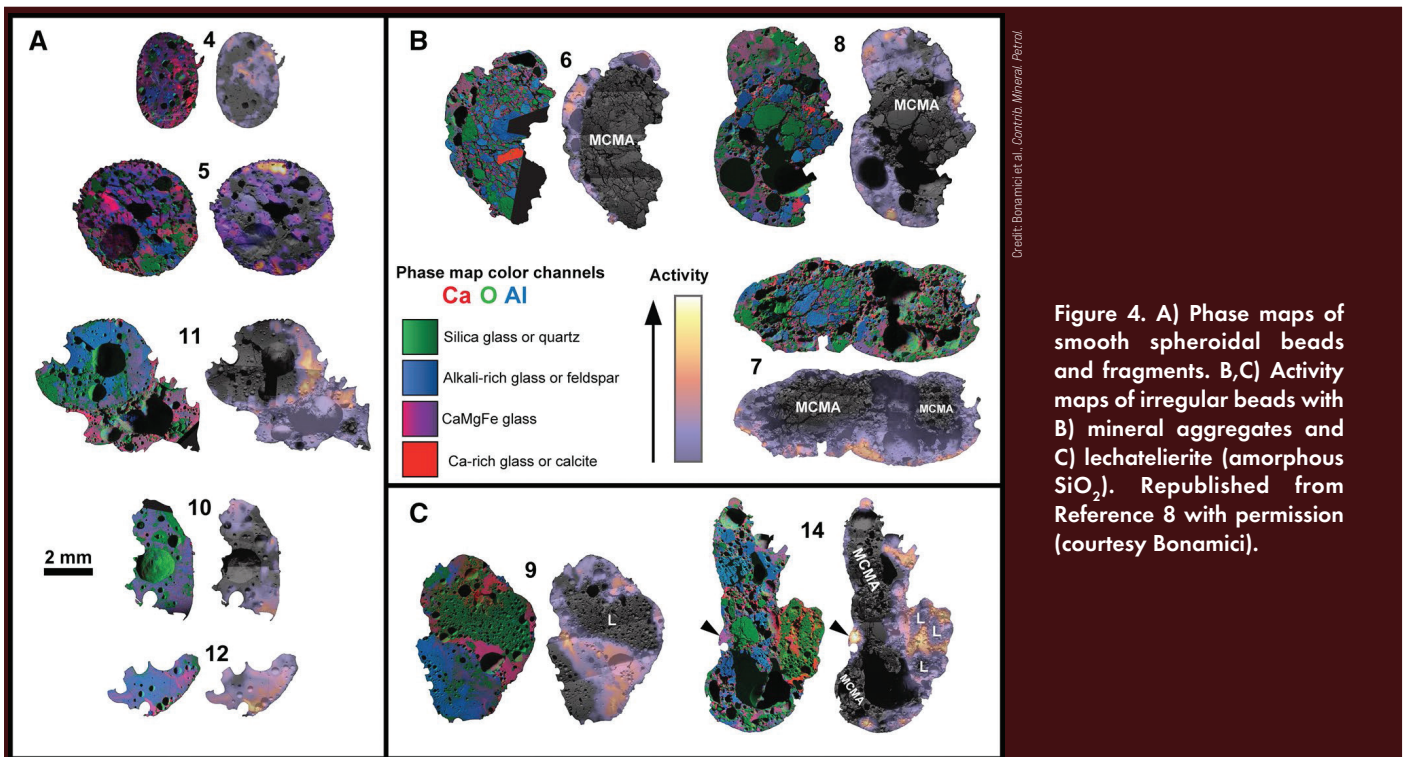 A
4
5
11
10
2 mm
12
B
6
MCMA
8
MCMA
Phase map color channels
Ca O Al
Silica glass or quartz
Alkali-rich glass or feldspar
CaMgFe glass
Ca-rich glass or calcite
Activity
7
MCMA
MCMA
C
9
L
14
MCMA
L
L
L
MCMA
Credit: Bonamici et al., Contrib. Mineral. Petrol.
Figure 4. A) Phase maps of
smooth spheroidal beads
and fragments. B,C) Activity
maps of irregular beads with
B) mineral aggregates and
C) lechatelierite (amorphous
SiO2). Republished from
Reference 8 with permission
(courtesy Bonamici).